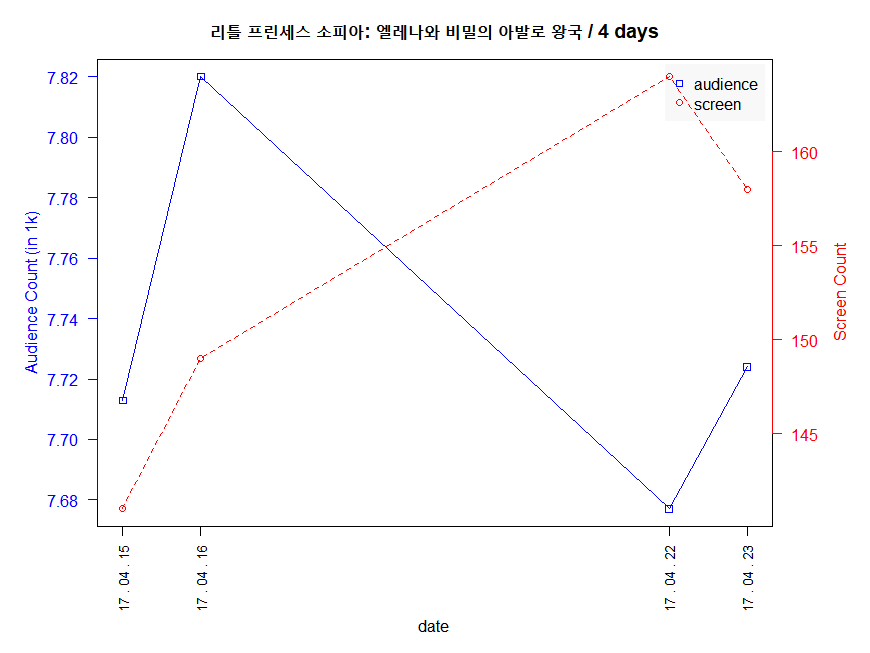 리틀 프린세스 소피아: 엘레나와 비밀의 아발로 왕국 / 4 days
audience
screen
7.82
7.80
7.78
7.76
7.74
7.72
7.70
7.68
Audience Count (in 1k)
160
155
150
145
Screen Count
17 . 04 . 15
17 . 04 . 16
17 . 04 . 22
17 . 04 . 23
date